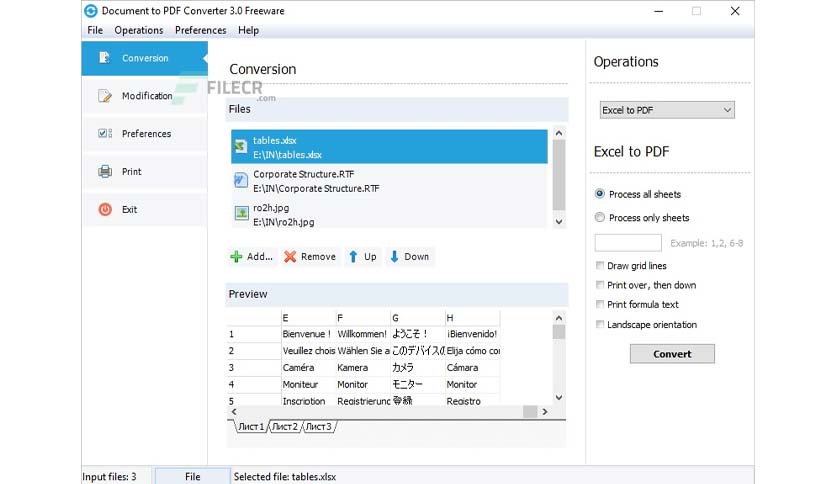 Document to PDF Converter 3.0 Freeware
File Operations Preferences Help
Conversion
Modification
Preferences
Print
Exit
FILECR
.com
Conversion
Files
tables.xlsx
E:\IN\tables.xlsx
Corporate Structure.RTF
E:\IN\Corporate Structure.RTF
ro2h.jpg
E:\IN\ro2h.jpg
Add... Remove Up Down
Preview
E F G H
1 Bienvenue ! Willkommen! ようこそ！ ¡Bienvenido!
2 Veuillez chois Wählen Sie a このデバイスの Elija cómo co
3 Caméra Kamera カメラ Cámara
4 Moniteur Monitor モニター Monitor
5 Inscription Registrierung 登録 Registro
Лист1 Лист2 Лист3
Operations
Excel to PDF
Excel to PDF
Process all sheets
Process only sheets
Example: 1,2, 6-8
Draw grid lines
Print over, then down
Print formula text
Landscape orientation
Convert
Input files: 3 File Selected file: tables.xlsx